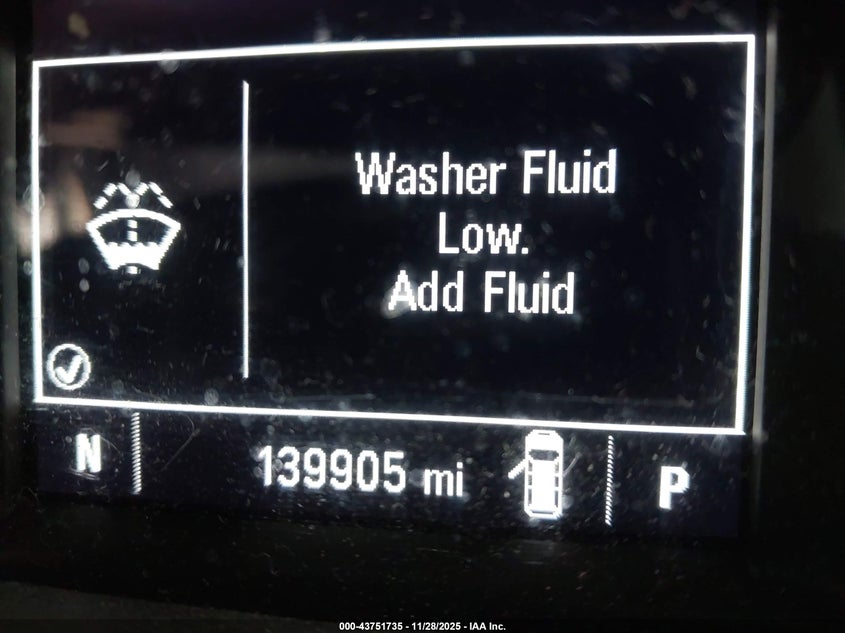 Washer Fluid
Low.
Add Fluid
N 139905 mi P
000-43751735 - 11/28/2025 - IAA Inc.